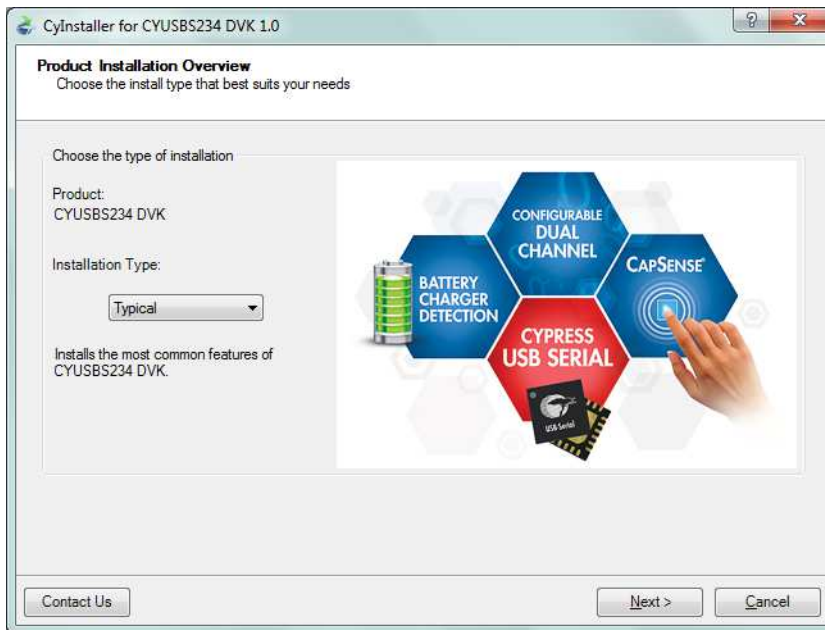 CyInstaller for CYUSBS234 DVK 1.0
Product Installation Overview
Choose the install type that best suits your needs
Choose the type of installation
Product:
CYUSBS234 DVK
Installation Type:
Typical
Installs the most common features of
CYUSBS234 DVK.
CONFIGURABLE
DUAL
CHANNEL
BATTERY
CHARGER
DETECTION
CAPSENSE®
CYPRESS
USB SERIAL
USB Serial
Contact Us
Next >
Cancel